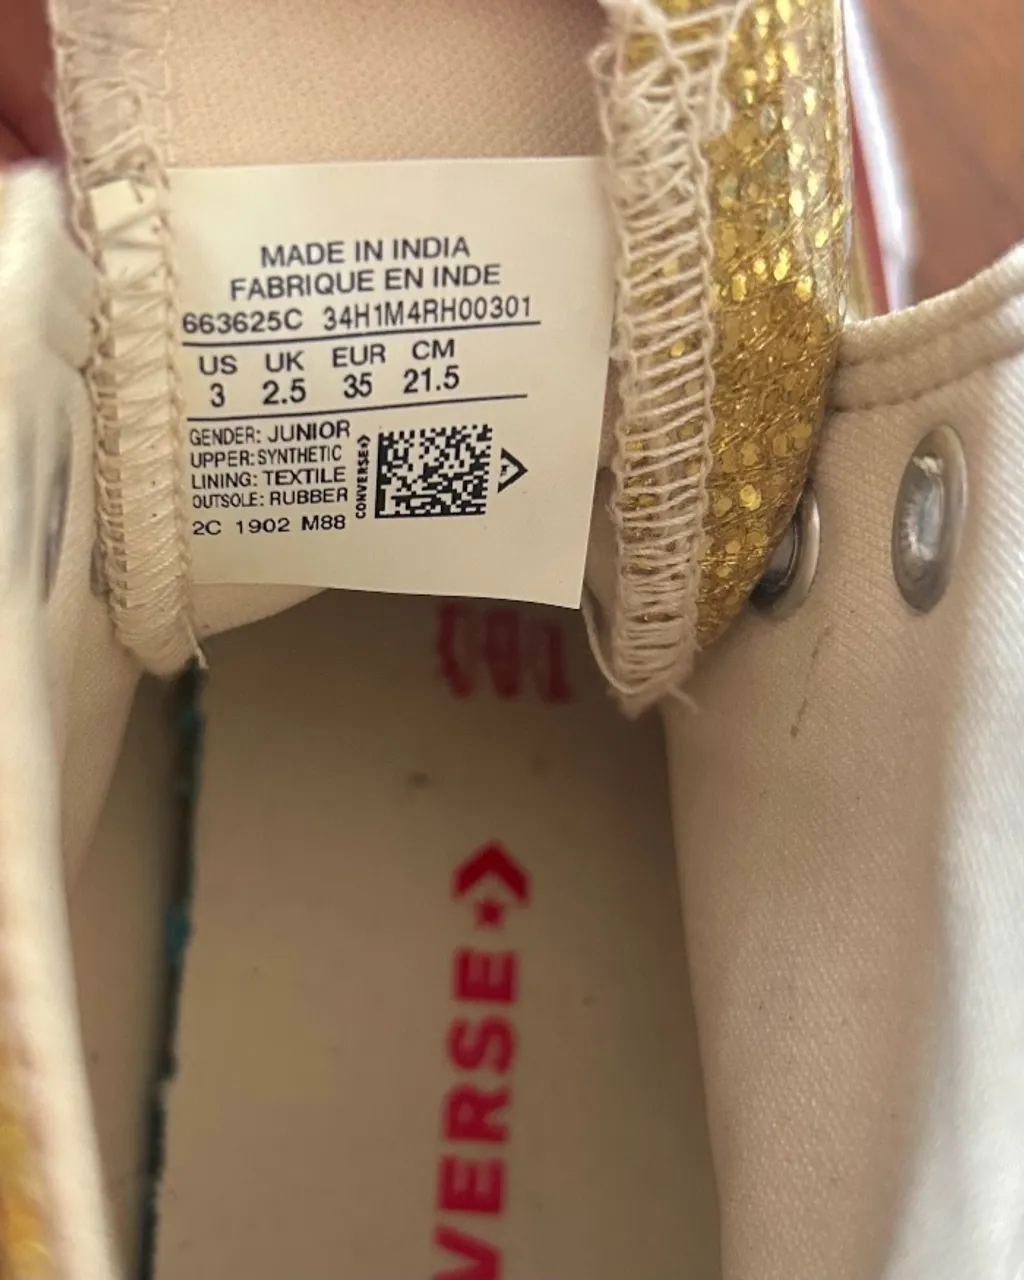 MADE IN INDIA
FABRIQUE EN INDE
663625C 34H1M4RH00301
US UK EUR CM
3 2.5 35 21.5
GENDER: JUNIOR
UPPER: SYNTHETIC
LINING: TEXTILE
OUTSOLE: RUBBER
2C 1902 M88
CONVERSE
VERSE